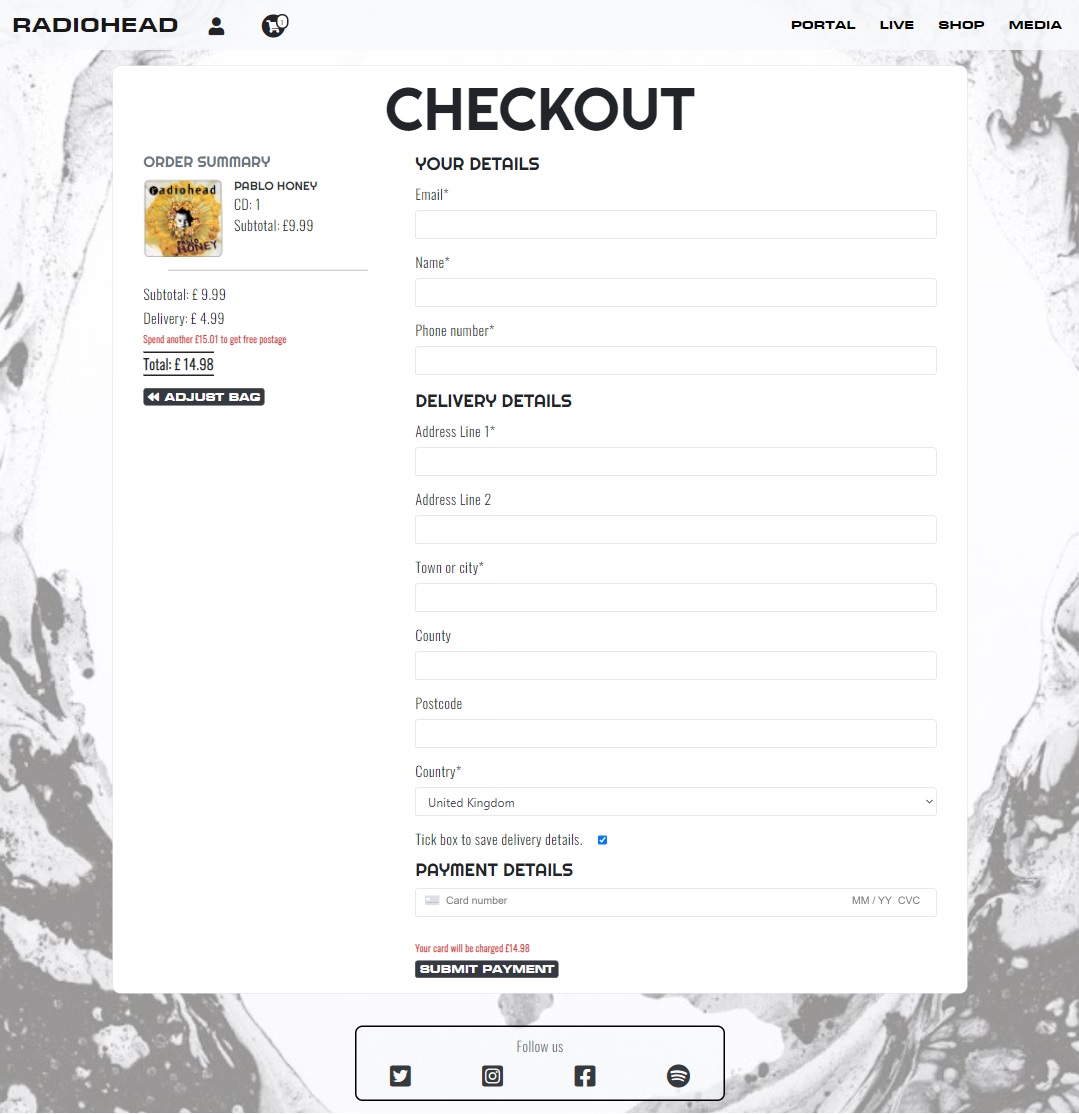 RADIOHEAD
1
PORTAL LIVE SHOP MEDIA
CHECKOUT
ORDER SUMMARY
radiohead
PABLO
HONEY
PABLO HONEY
CD: 1
Subtotal: £9.99
Subtotal: £ 9.99
Delivery: £ 4.99
Spend another £15.01 to get free postage
Total: £ 14.98
ADJUST BAG
YOUR DETAILS
Email*
Name*
Phone number*
DELIVERY DETAILS
Address Line 1*
Address Line 2
Town or city*
County
Postcode
Country*
United Kingdom
Tick box to save delivery details.
PAYMENT DETAILS
Card number MM / YY CVC
Your card will be charged £14.98
SUBMIT PAYMENT
Follow us